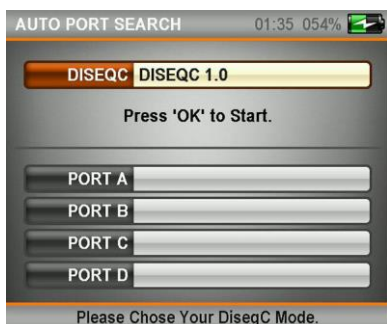 AUTO PORT SEARCH 01:35 054%
DISEQC DISEQC 1.0
Press 'OK' to Start.
PORT A
PORT B
PORT C
PORT D
Please Chose Your DiseqC Mode.